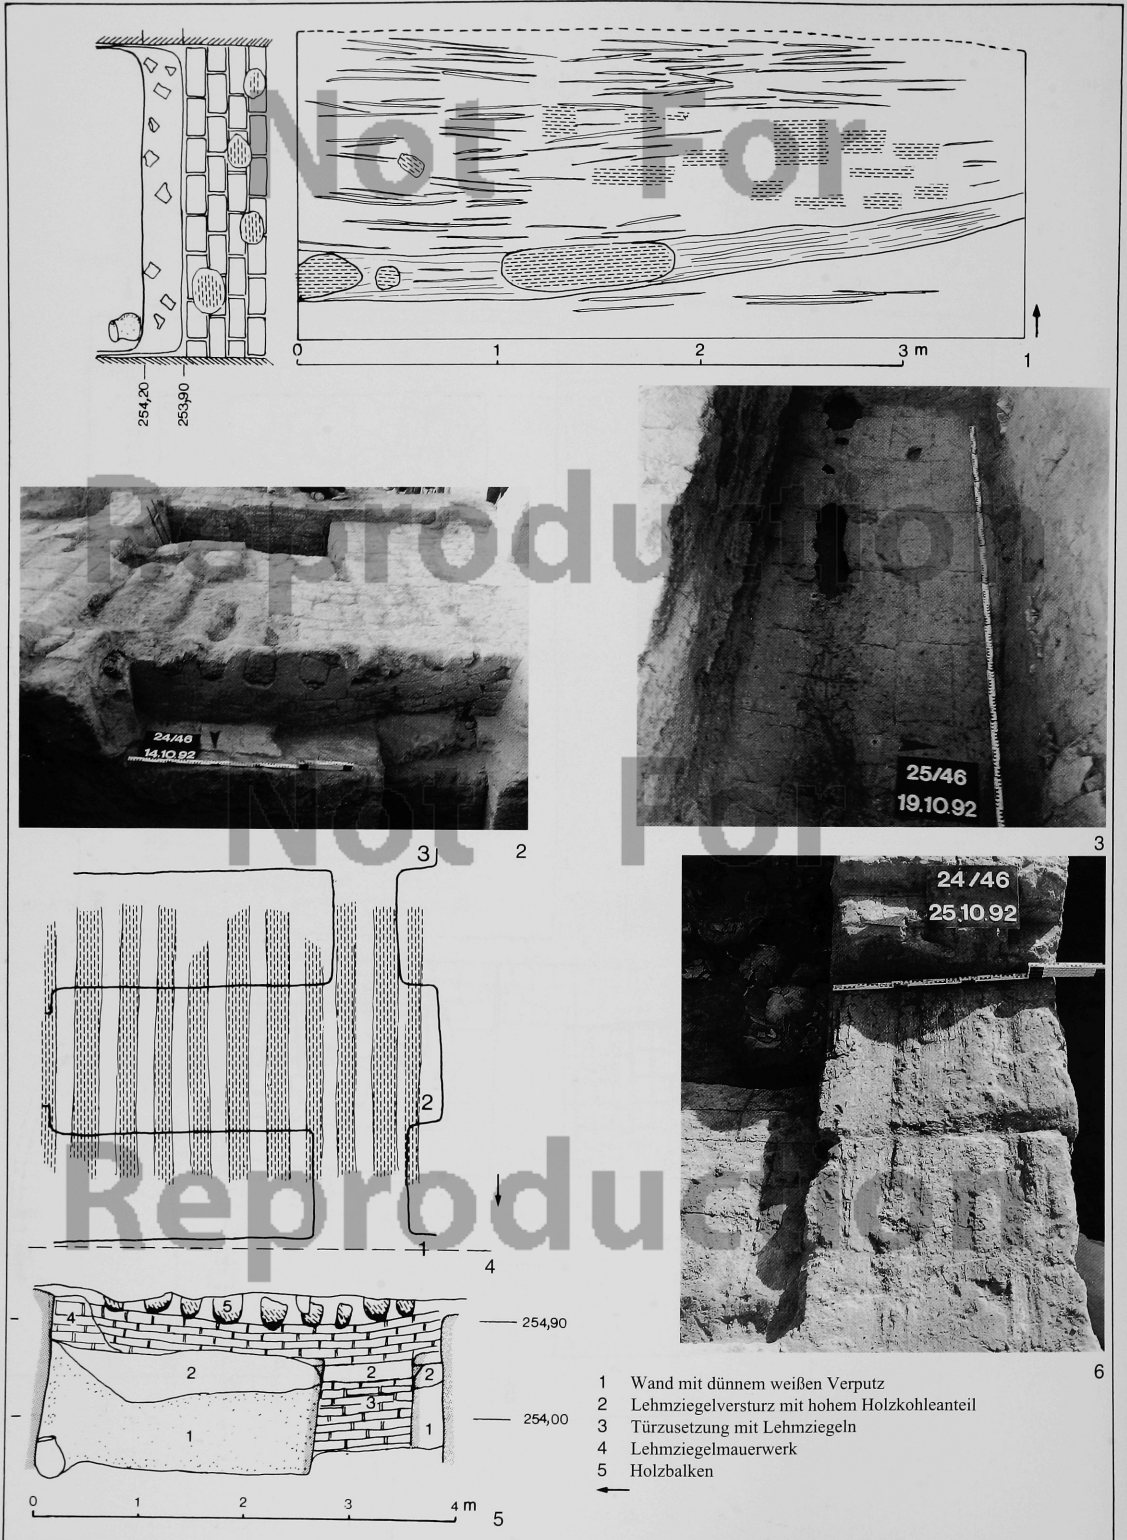 Not For
Reproduction
Not For
Reproduction
254,20
253,90
0 1 2 3 m
1
24/46
14.10.92
2
25/46
19.10.92
3
3
2
1
4
24/46
25.10.92
6
4
5
2
2
2
3
1
1
254,90
254,00
0 1 2 3 4 m
5
1 Wand mit dünnem weißen Verputz
2 Lehmziegelversturz mit hohem Holzkohleanteil
3 Türzusetzung mit Lehmziegeln
4 Lehmziegelmauerwerk
5 Holzbalken